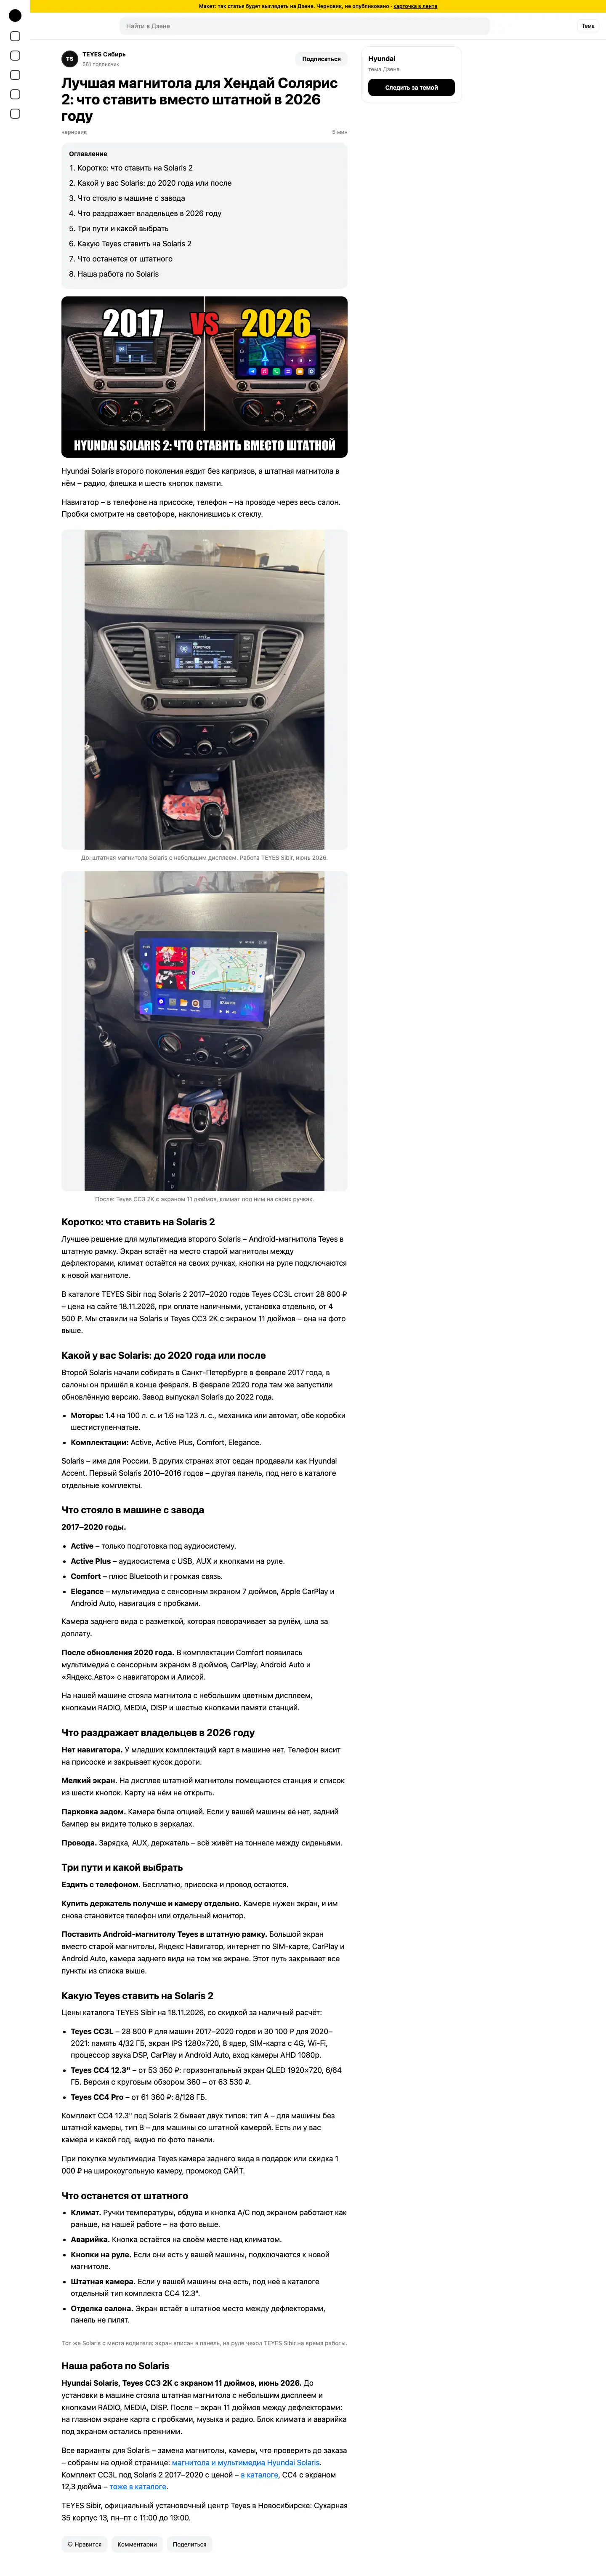 Макет: так статья будет выглядеть на Дзене. Черновик, не опубликовано · карточка в ленте
Найти в Дзене
Тема
TS
TEYES Сибирь
561 подписчик
Подписаться
Hyundai
тема Дзена
Следить за темой
Лучшая магнитола для Хендай Солярис
2: что ставить вместо штатной в 2026
году
черновик
5 мин
Оглавление
1. Коротко: что ставить на Solaris 2
2. Какой у вас Solaris: до 2020 года или после
3. Что стояло в машине с завода
4. Что раздражает владельцев в 2026 году
5. Три пути и какой выбрать
6. Какую Teyes ставить на Solaris 2
7. Что останется от штатного
8. Наша работа по Solaris
2017 VS 2026
HYUNDAI SOLARIS 2: ЧТО СТАВИТЬ ВМЕСТО ШТАТНОЙ
Hyundai Solaris второго поколения ездит без капризов, а штатная магнитола в
нём – радио, флешка и шесть кнопок памяти.
Навигатор – в телефоне на присоске, телефон – на проводе через весь салон.
Пробки смотрите на светофоре, наклонившись к стеклу.
До: штатная магнитола Solaris с небольшим дисплеем. Работа TEYES Sibir, июнь 2026.
После: Teyes CC3 2K с экраном 11 дюймов, климат под ним на своих ручках.
Коротко: что ставить на Solaris 2
Лучшее решение для мультимедиа второго Solaris – Android-магнитола Teyes в
штатную рамку. Экран встаёт на место старой магнитолы между
дефлекторами, климат остаётся на своих ручках, кнопки на руле подключаются
к новой магнитоле.
В каталоге TEYES Sibir под Solaris 2 2017–2020 годов Teyes CC3L стоит 28 800 ₽
– цена на сайте 18.11.2026, при оплате наличными, установка отдельно, от 4
500 ₽. Мы ставили на Solaris и Teyes CC3 2K с экраном 11 дюймов – она на фото
выше.
Какой у вас Solaris: до 2020 года или после
Второй Solaris начали собирать в Санкт-Петербурге в феврале 2017 года, в
салоны он пришёл в конце февраля. В феврале 2020 года там же запустили
обновлённую версию. Завод выпускал Solaris до 2022 года.
• Моторы: 1.4 на 100 л. с. и 1.6 на 123 л. с., механика или автомат, обе коробки
шестиступенчатые.
• Комплектации: Active, Active Plus, Comfort, Elegance.
Solaris – имя для России. В других странах этот седан продавали как Hyundai
Accent. Первый Solaris 2010–2016 годов – другая панель, под него в каталоге
отдельные комплекты.
Что стояло в машине с завода
2017–2020 годы.
• Active – только подготовка под аудиосистему.
• Active Plus – аудиосистема с USB, AUX и кнопками на руле.
• Comfort – плюс Bluetooth и громкая связь.
• Elegance – мультимедиа с сенсорным экраном 7 дюймов, Apple CarPlay и
Android Auto, навигация с пробками.
Камера заднего вида с разметкой, которая поворачивает за рулём, шла за
доплату.
После обновления 2020 года. В комплектации Comfort появилась
мультимедиа с сенсорным экраном 8 дюймов, CarPlay, Android Auto и
«Яндекс.Авто» с навигатором и Алисой.
На нашей машине стояла магнитола с небольшим цветным дисплеем,
кнопками RADIO, MEDIA, DISP и шестью кнопками памяти станций.
Что раздражает владельцев в 2026 году
Нет навигатора. У младших комплектаций карт в машине нет. Телефон висит
на присоске и закрывает кусок дороги.
Мелкий экран. На дисплее штатной магнитолы помещаются станция и список
из шести кнопок. Карту на нём не открыть.
Парковка задом. Камера была опцией. Если у вашей машины её нет, задний
бампер вы видите только в зеркалах.
Провода. Зарядка, AUX, держатель – всё живёт на тоннеле между сиденьями.
Три пути и какой выбрать
Ездить с телефоном. Бесплатно, присоска и провод остаются.
Купить держатель получше и камеру отдельно. Камере нужен экран, и им
снова становится телефон или отдельный монитор.
Поставить Android-магнитолу Teyes в штатную рамку. Большой экран
вместо старой магнитолы, Яндекс Навигатор, интернет по SIM-карте, CarPlay и
Android Auto, камера заднего вида на том же экране. Этот путь закрывает все
пункты из списка выше.
Какую Teyes ставить на Solaris 2
Цены каталога TEYES Sibir на 18.11.2026, со скидкой за наличный расчёт:
• Teyes CC3L – 28 800 ₽ для машин 2017–2020 годов и 30 100 ₽ для 2020–
2021: память 4/32 ГБ, экран IPS 1280×720, 8 ядер, SIM-карта с 4G, Wi-Fi,
процессор звука DSP, CarPlay и Android Auto, вход камеры AHD 1080p.
• Teyes CC4 12.3" – от 53 350 ₽: горизонтальный экран QLED 1920×720, 6/64
ГБ. Версия с круговым обзором 360 – от 63 530 ₽.
• Teyes CC4 Pro – от 61 360 ₽: 8/128 ГБ.
Комплект CC4 12.3" под Solaris 2 бывает двух типов: тип A – для машины без
штатной камеры, тип B – для машины со штатной камерой. Есть ли у вас
камера и какой год, видно по фото панели.
При покупке мультимедиа Teyes камера заднего вида в подарок или скидка 1
000 ₽ на широкоугольную камеру, промокод САЙТ.
Что останется от штатного
• Климат. Ручки температуры, обдува и кнопка A/C под экраном работают как
раньше, на нашей работе – на фото выше.
• Аварийка. Кнопка остаётся на своём месте над климатом.
• Кнопки на руле. Если они есть у вашей машины, подключаются к новой
магнитоле.
• Штатная камера. Если у вашей машины она есть, под неё в каталоге
отдельный тип комплекта CC4 12.3".
• Отделка салона. Экран встаёт в штатное место между дефлекторами,
панель не пилят.
Тот же Solaris с места водителя: экран вписан в панель, на руле чехол TEYES Sibir на время работы.
Наша работа по Solaris
Hyundai Solaris, Teyes CC3 2K с экраном 11 дюймов, июнь 2026. До
установки в машине стояла штатная магнитола с небольшим дисплеем и
кнопками RADIO, MEDIA, DISP. После – экран 11 дюймов между дефлекторами:
на главном экране карта с пробками, музыка и радио. Блок климата и аварийка
под экраном остались прежними.
Все варианты для Solaris – замена магнитолы, камеры, что проверить до заказа
– собраны на одной странице: магнитола и мультимедиа Hyundai Solaris.
Комплект CC3L под Solaris 2 2017–2020 с ценой – в каталоге, CC4 с экраном
12,3 дюйма – тоже в каталоге.
TEYES Sibir, официальный установочный центр Teyes в Новосибирске: Сухарная
35 корпус 13, пн–пт с 11:00 до 19:00.
Нравится
Комментарии
Поделиться